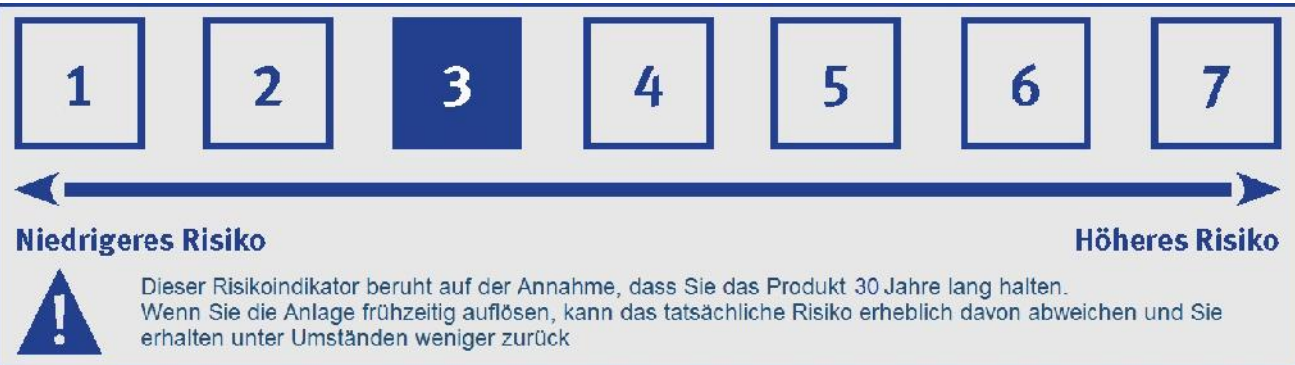 1 2 3 4 5 6 7
Niedrigeres Risiko Höheres Risiko
!
Dieser Risikoindikator beruht auf der Annahme, dass Sie das Produkt 30 Jahre lang halten.
Wenn Sie die Anlage frühzeitig auflösen, kann das tatsächliche Risiko erheblich davon abweichen und Sie
erhalten unter Umständen weniger zurück